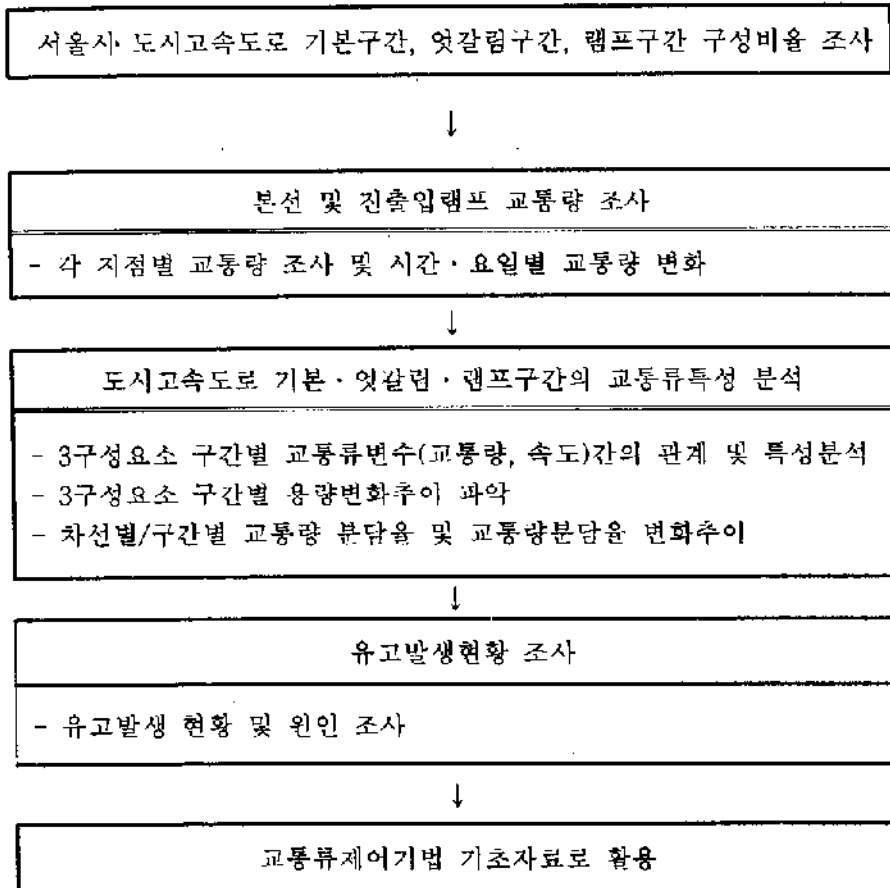 서울시· 도시고속도로 기본구간, 엇갈림구간, 램프구간 구성비율 조사
↓
본선 및 진출입램프 교통량 조사
- 각 지점별 교통량 조사 및 시간 · 요일별 교통량 변화
↓
도시고속도로 기본 · 엇갈림 · 램프구간의 교통류특성 분석
- 3구성요소 구간별 교통류변수(교통량, 속도)간의 관계 및 특성분석
- 3구성요소 구간별 용량변화추이 파악
- 차선별/구간별 교통량 분담율 및 교통량분담율 변화추이
↓
유고발생현황 조사
- 유고발생 현황 및 원인 조사
↓
교통류제어기법 기초자료로 활용